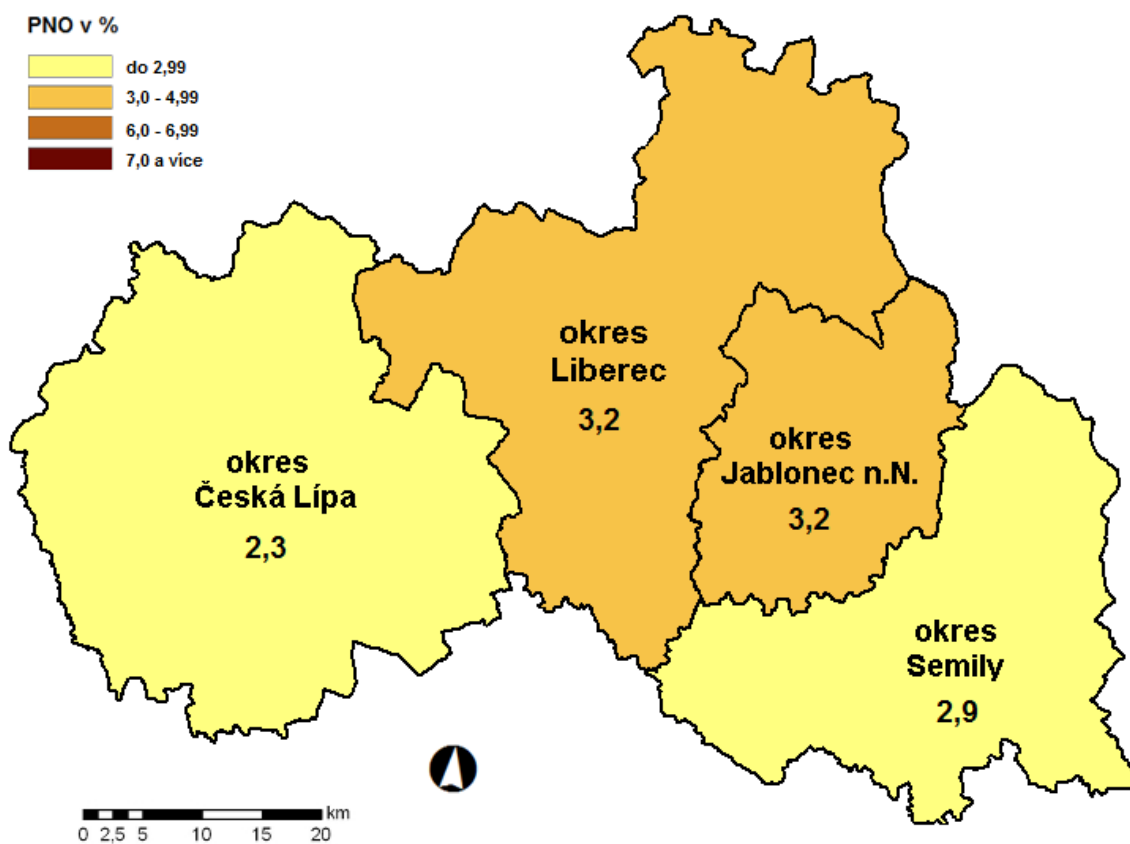 PNO v %
do 2,99
3,0 - 4,99
6,0 - 6,99
7,0 a více
okres
Liberec
3,2
okres
Jablonec n.N.
3,2
okres
Česká Lípa
2,3
okres
Semily
2,9
km
0 2,5 5 10 15 20